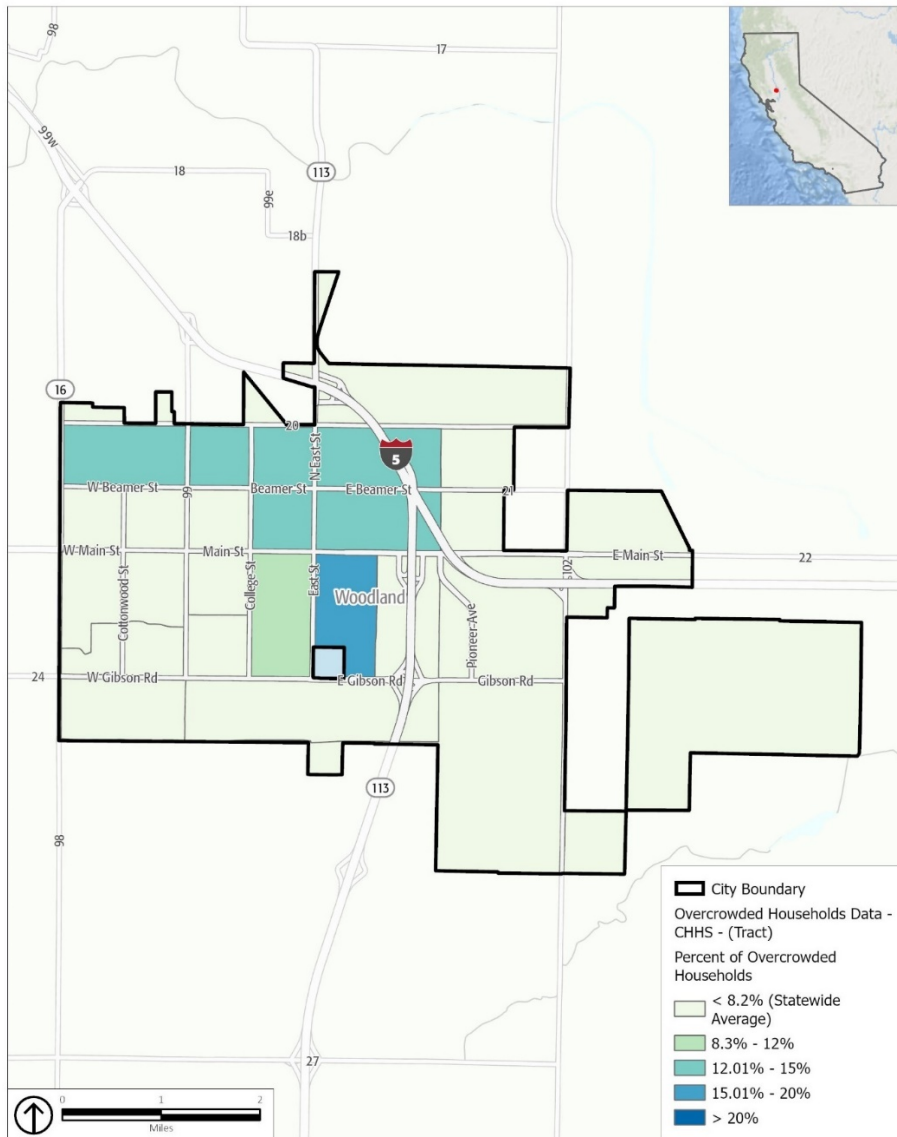 98
17
99w
113
18
99e
18b
16
20
N East St
5
W Beamer St
99
Beamer St
E Beamer St
21
W Main St
Main St
E Main St
22
102
Cottonwood St
College St
East St
Woodland
Pioneer Ave
24
W Gibson Rd
E Gibson Rd
Gibson Rd
113
98
27
City Boundary
Overcrowded Households Data -
CHHS - (Tract)
Percent of Overcrowded
Households
< 8.2% (Statewide
Average)
8.3% - 12%
12.01% - 15%
15.01% - 20%
> 20%
0 1 2
Miles